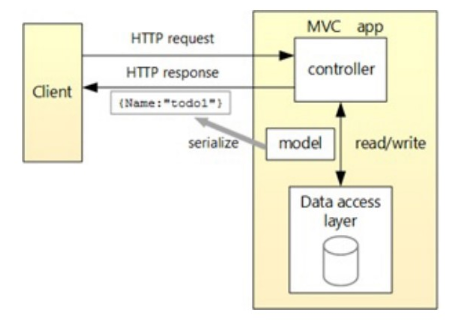 MVC app
HTTP request
controller
HTTP response
Client
{Name:"todo1"}
serialize
model
read/write
Data access
layer